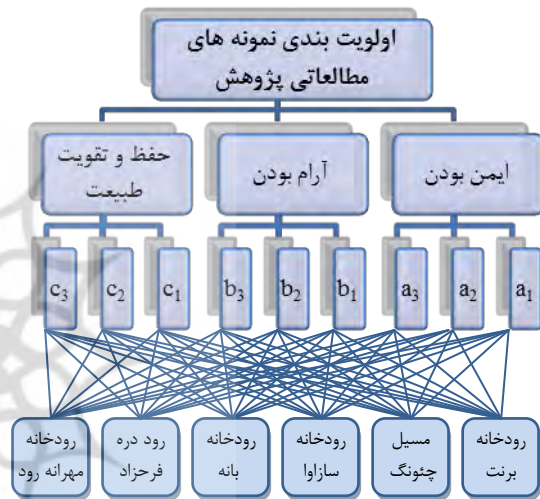 اولویت بندی نمونه های
مطالعاتی پژوهش
ایمن بودن
آرام بودن
حفظ و تقویت
طبیعت
a1
a2
a3
b1
b2
b3
c1
c2
c3
رودخانه
برنت
مسیل
چئونگ
رودخانه
سازاوا
رودخانه
بانه
رود دره
فرحزاد
رودخانه
مهرانه رود